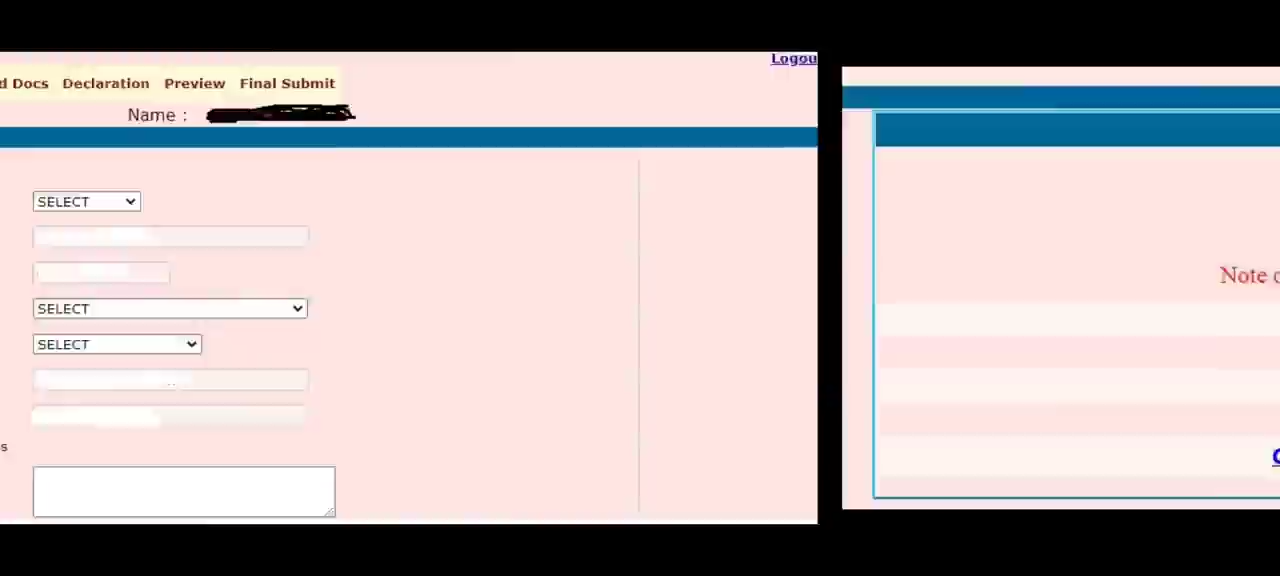 Logou
d Docs Declaration Preview Final Submit
Name :
SELECT
SELECT
SELECT
s
Note